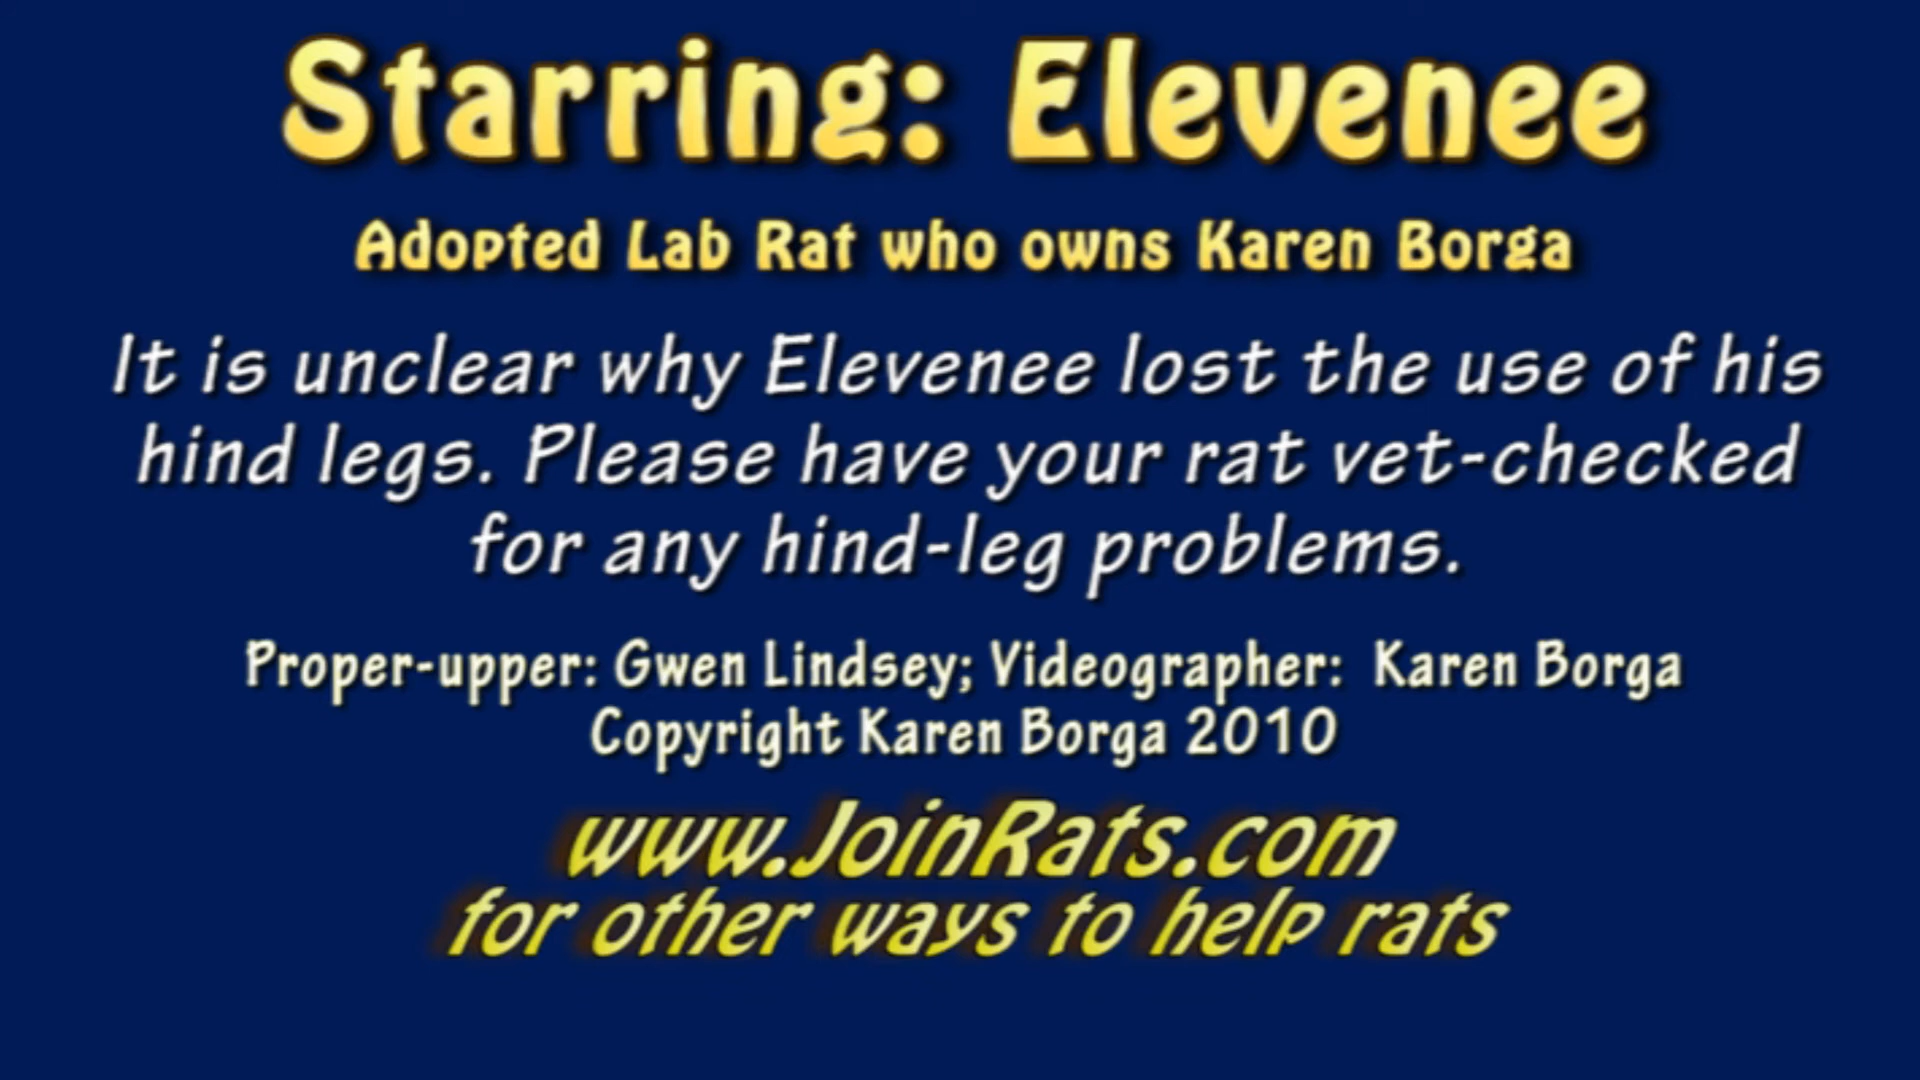 Starring: Elevenee
Adopted Lab Rat who owns Karen Borga
It is unclear why Elevenee lost the use of his
hind legs. Please have your rat vet-checked
for any hind-leg problems.
Proper-upper: Gwen Lindsey; Videographer: Karen Borga
Copyright Karen Borga 2010
www.JoinRats.com
for other ways to help rats